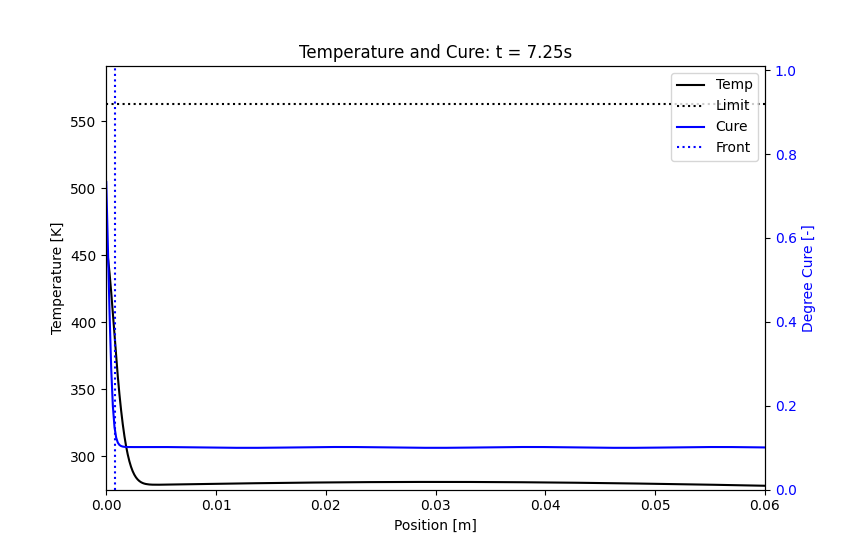 Temperature and Cure: t = 7.25s
Temp
Limit
Cure
Front
550
500
450
400
350
300
Temperature [K]
1.0
0.8
0.6
0.4
0.2
0.0
Degree Cure [-]
0.00 0.01 0.02 0.03 0.04 0.05 0.06
Position [m]